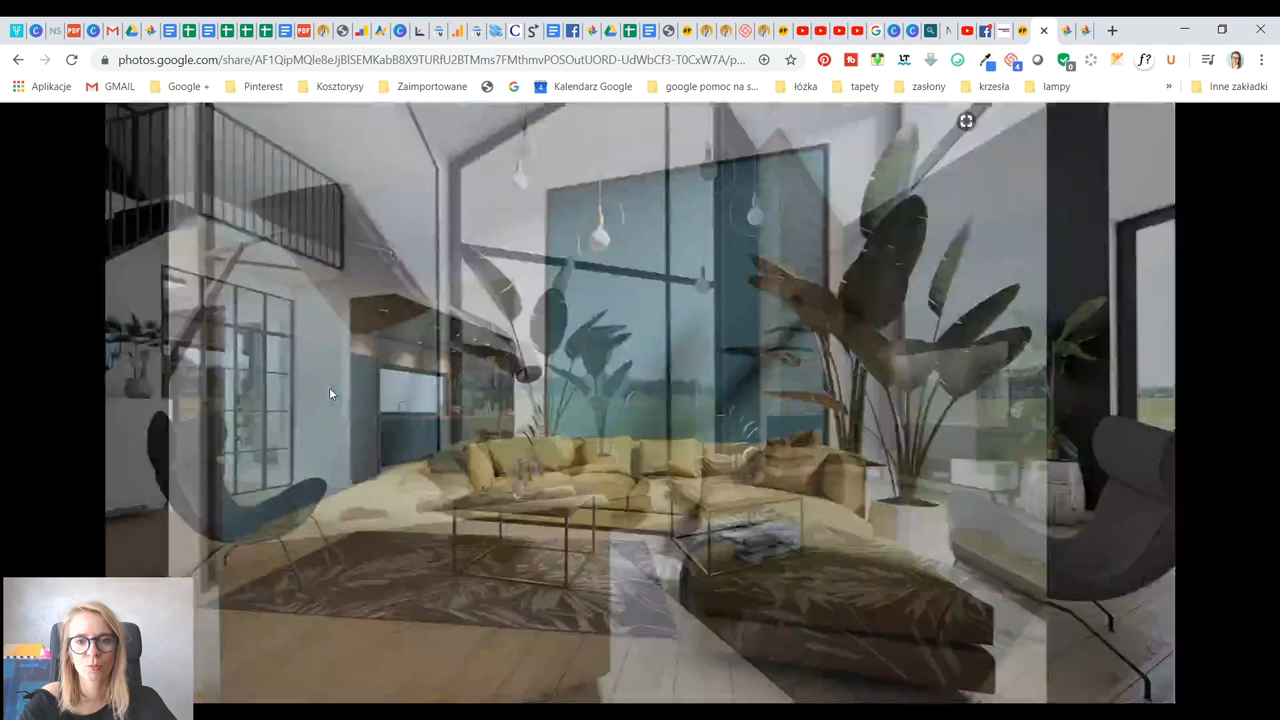 photos.google.com/share/AF1QipMO1e8eJjBlSEMKabB8X9TURfU2BTMms7FMthmvPOSOutUORD-UdWbCf3-T0CxW7A/p...
Aplikacje GMAIL Google + Pinterest Kosztorysy Zaimportowane Kalendarz Google google pomoc na s... łóżka tapety zasłony krzesła lampy » Inne zakładki